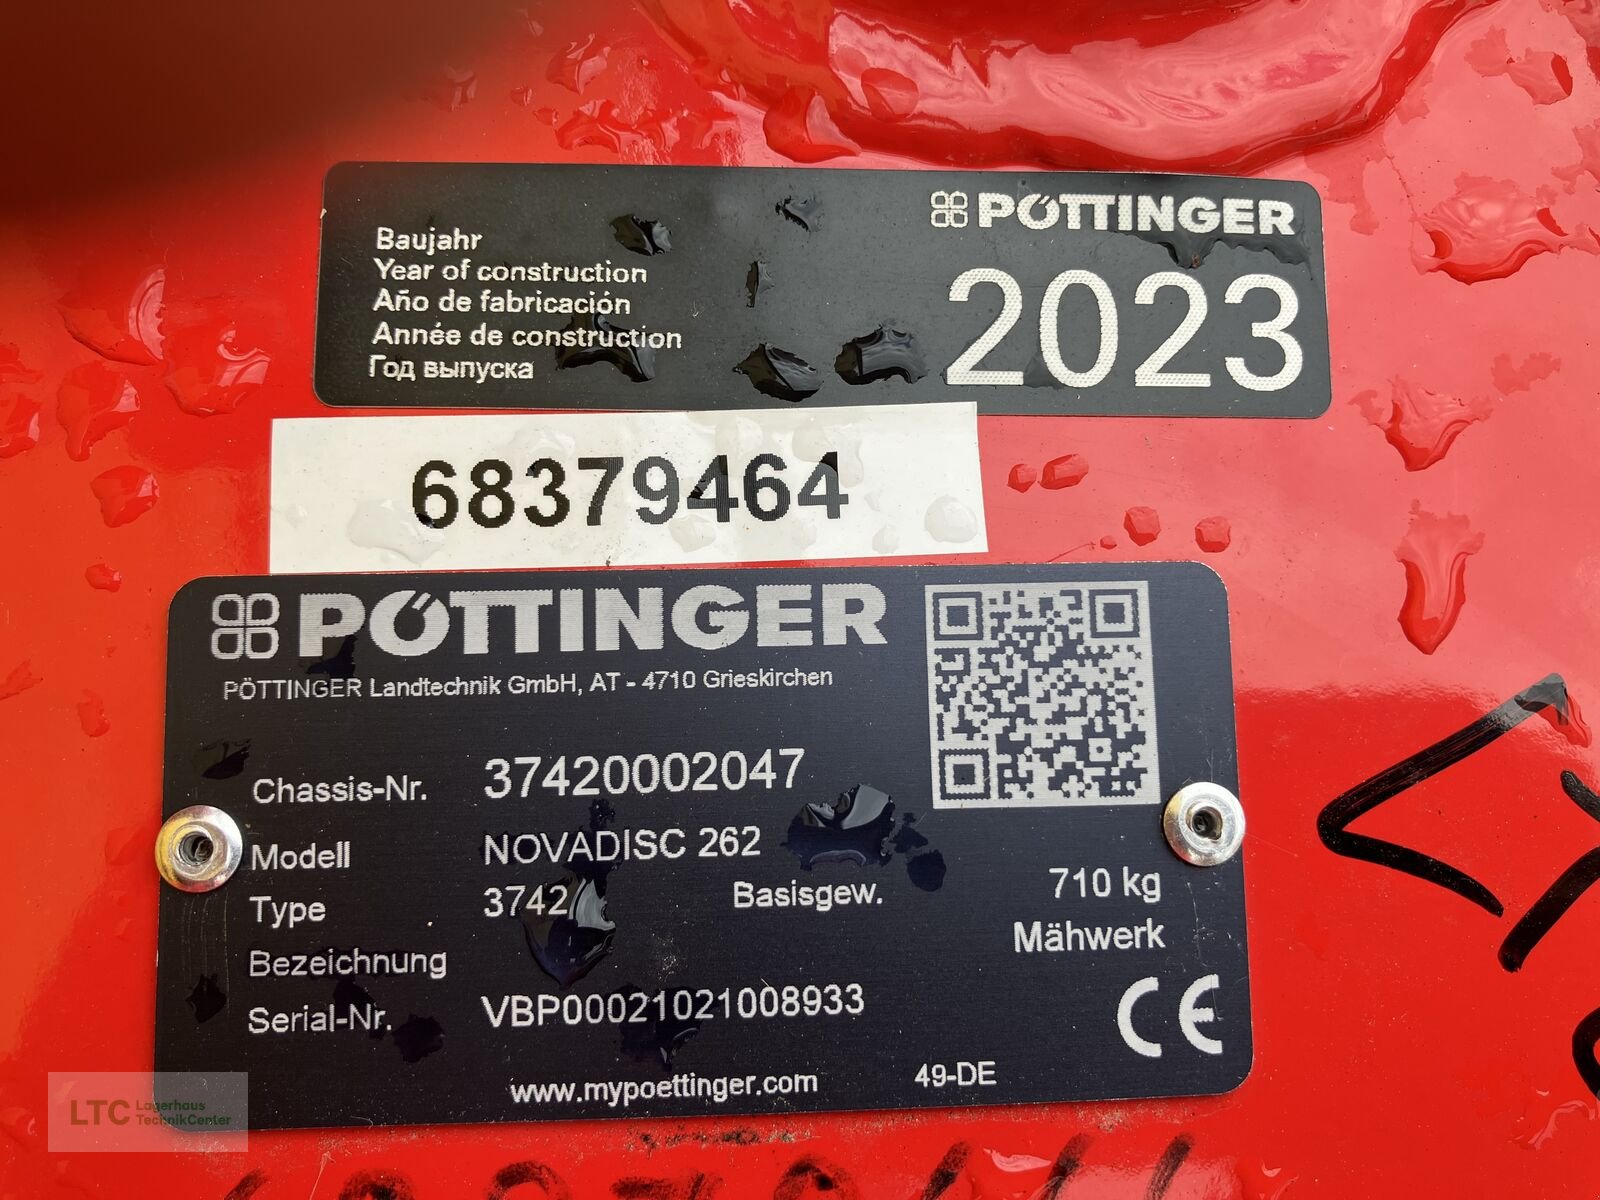 PÖTTINGER
Baujahr
Year of construction
Año de fabricación
Année de construction
Год выпуска
2023
68379464
PÖTTINGER
PÖTTINGER Landtechnik GmbH, AT - 4710 Grieskirchen
Chassis-Nr. 37420002047
Modell NOVADISC 262
Type 3742 Basisgew. 710 kg
Bezeichnung Mähwerk
Serial-Nr. VBP00021021008933
CE
www.mypoettinger.com 49-DE
LTC Lagerhaus
TechnikCenter